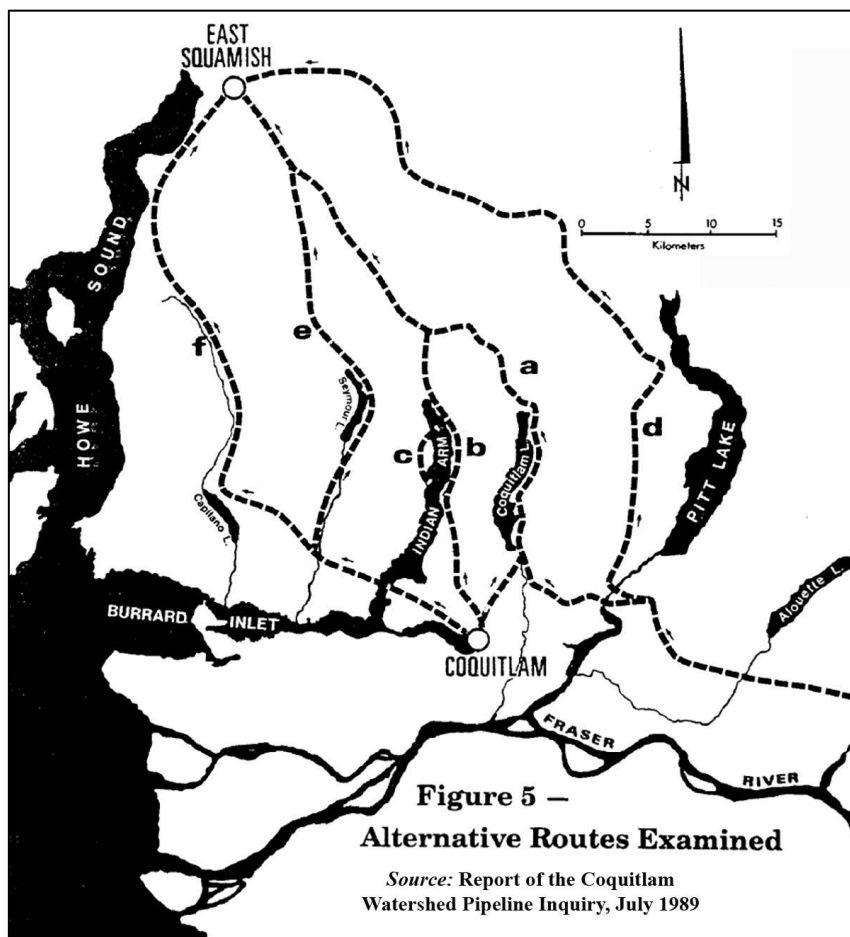 EAST
SQUAMISH
N
0 5 10 15
Kilometers
SOUND
HOWE
f
e
a
b
c
d
Seymour L.
Capilano L.
INDIAN
ARM
Coquitlam L.
PITT LAKE
Alouette L.
BURRARD
INLET
COQUITLAM
FRASER
RIVER
Figure 5 –
Alternative Routes Examined
Source: Report of the Coquitlam
Watershed Pipeline Inquiry, July 1989